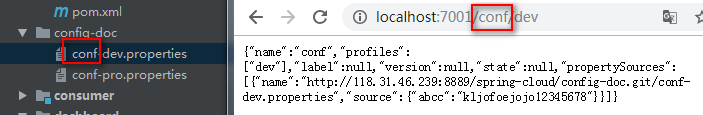 pom.xml
config-doc
conf-dev.properties
conf-pro.properties
consumer
dashboard
localhost:7001/conf/dev
{"name":"conf","profiles":
["dev"],"label":null,"version":null,"state":null,"propertySources":
[{"name":"http://118.31.46.239:8889/spring-cloud/config-doc.git/conf-
dev.properties","source":{"abcc":"kljofoejojo12345678"}}]}